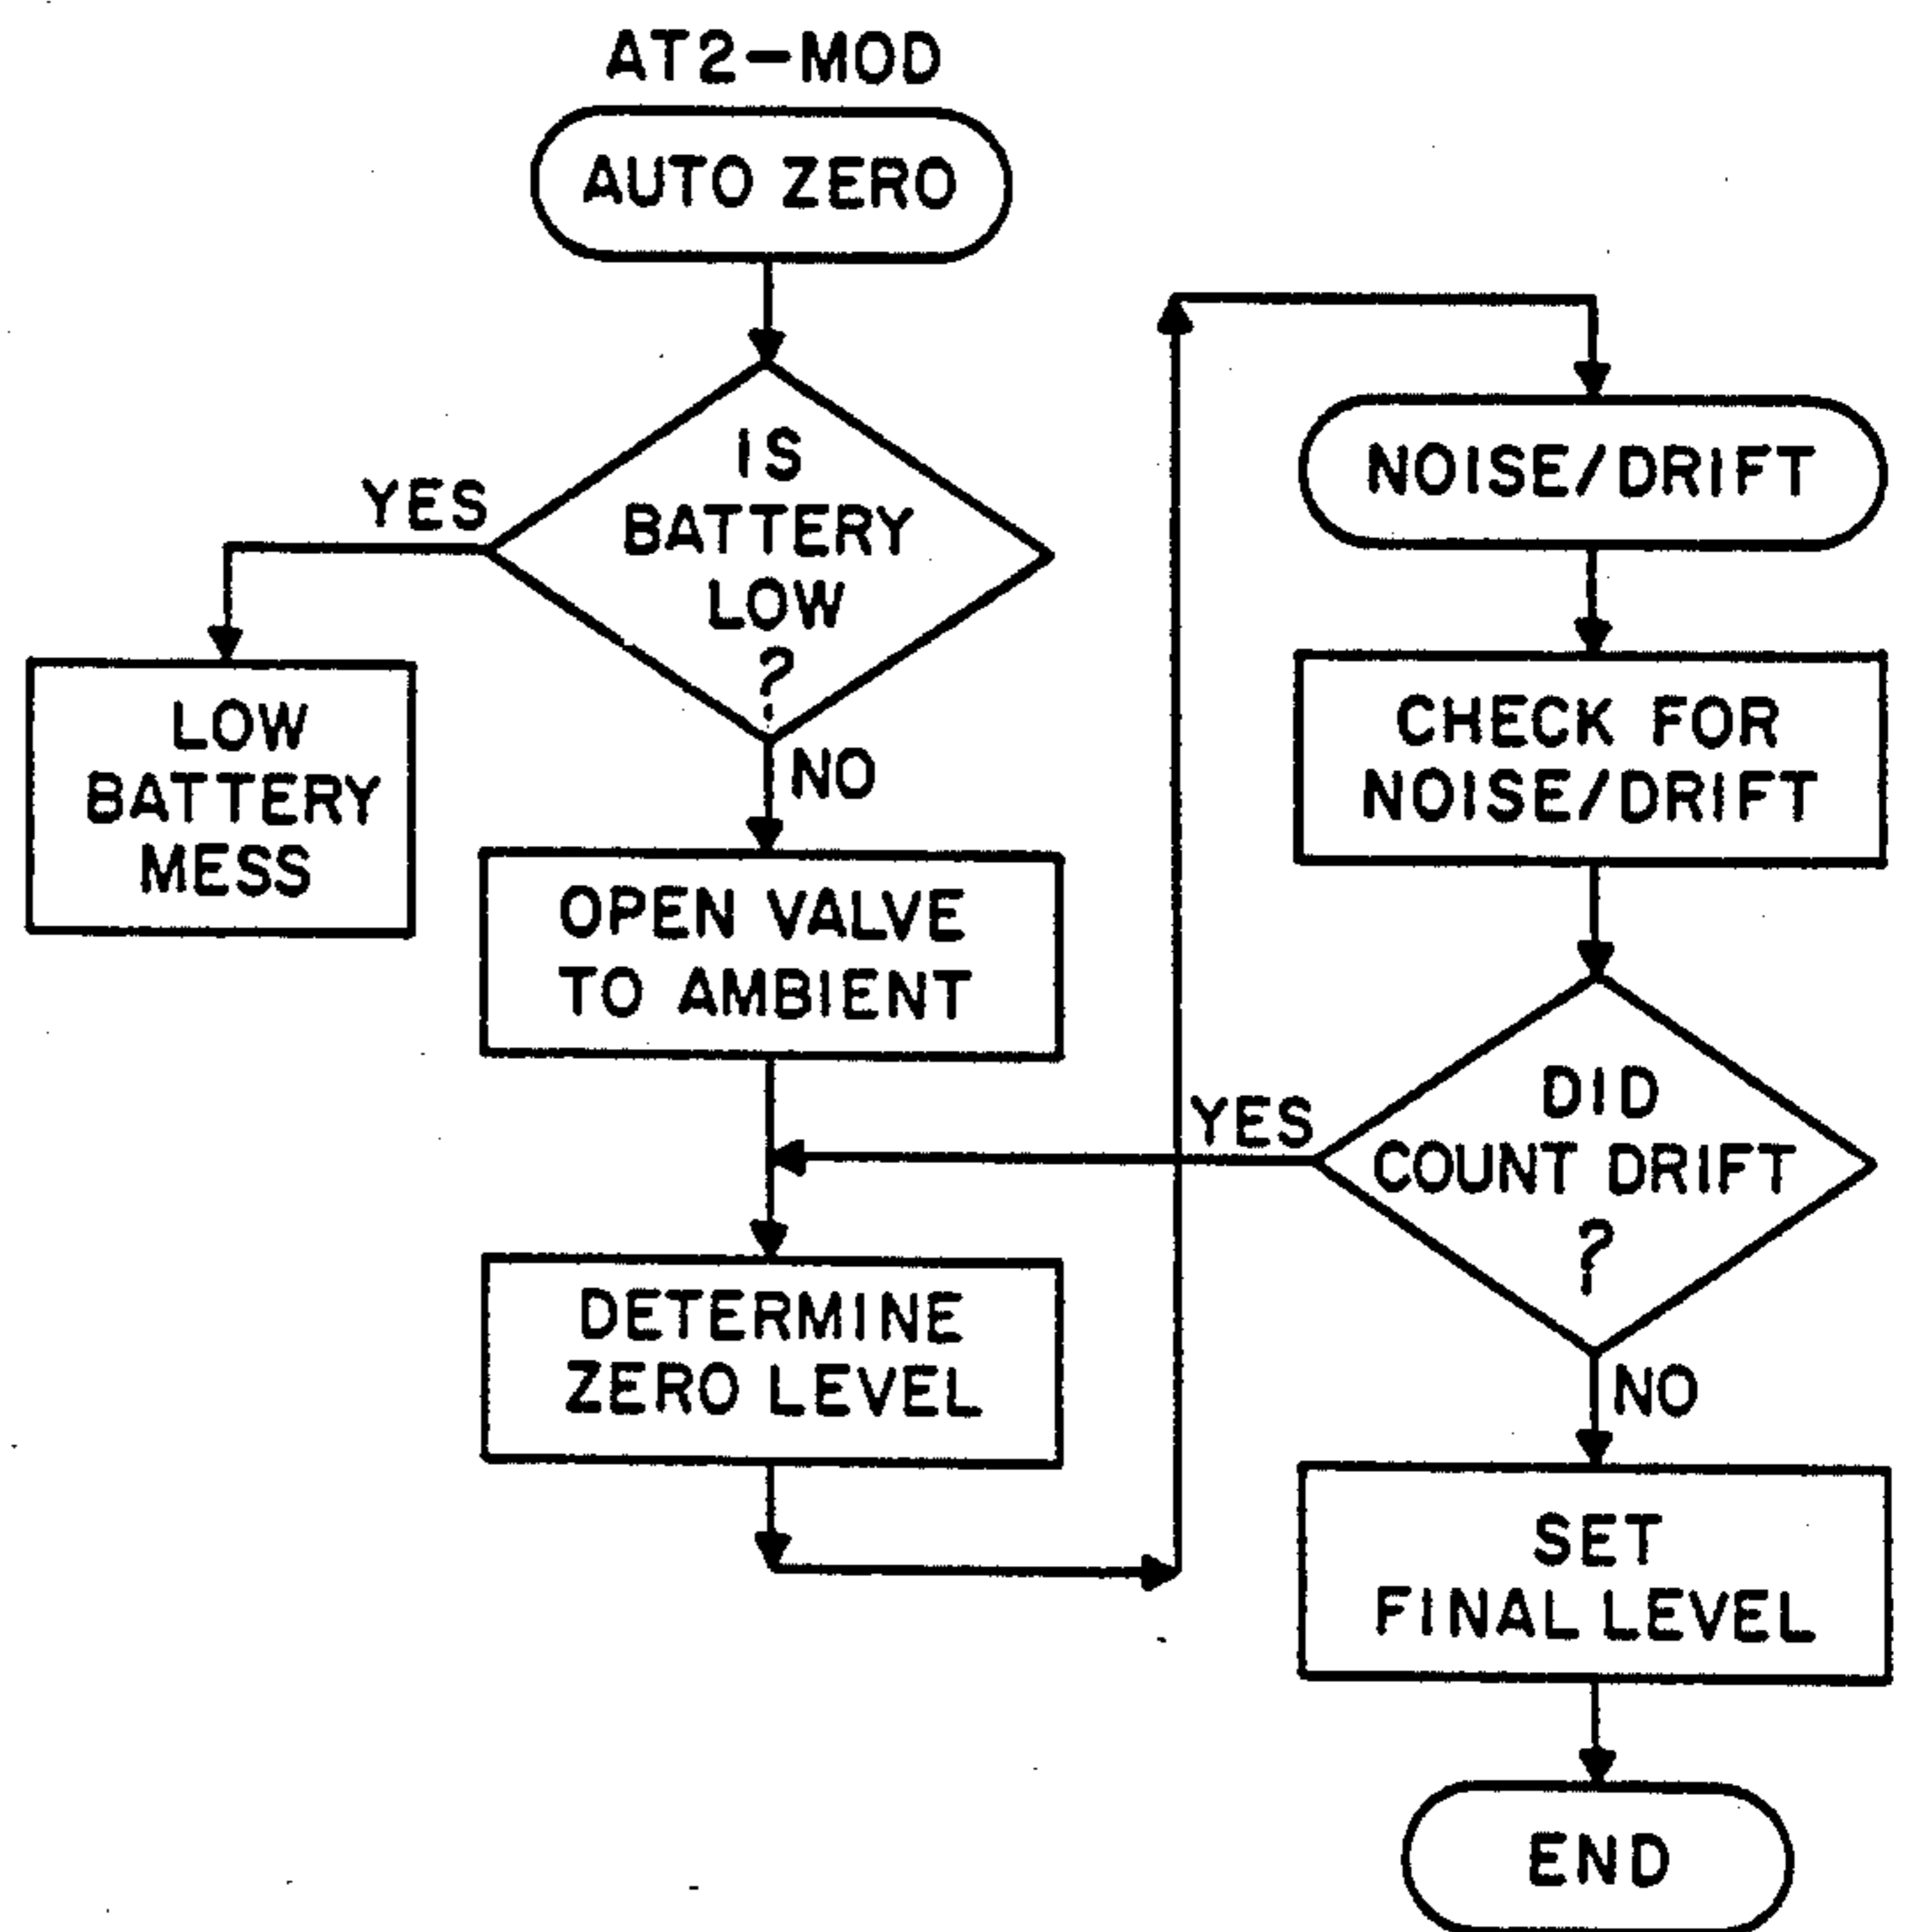 AT2-MOD
AUTO ZERO
IS
BATTERY
LOW
?
YES
NO
LOW
BATTERY
MESS
OPEN VALVE
TO AMBIENT
DETERMINE
ZERO LEVEL
NOISE/DRIFT
CHECK FOR
NOISE/DRIFT
DID
COUNT DRIFT
?
YES
NO
SET
FINAL LEVEL
END